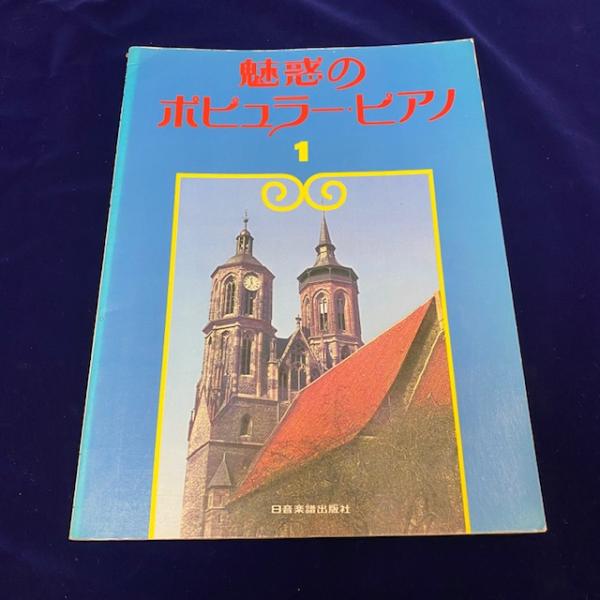 魅惑の
ポピュラー・ピアノ
1
日音楽譜出版社